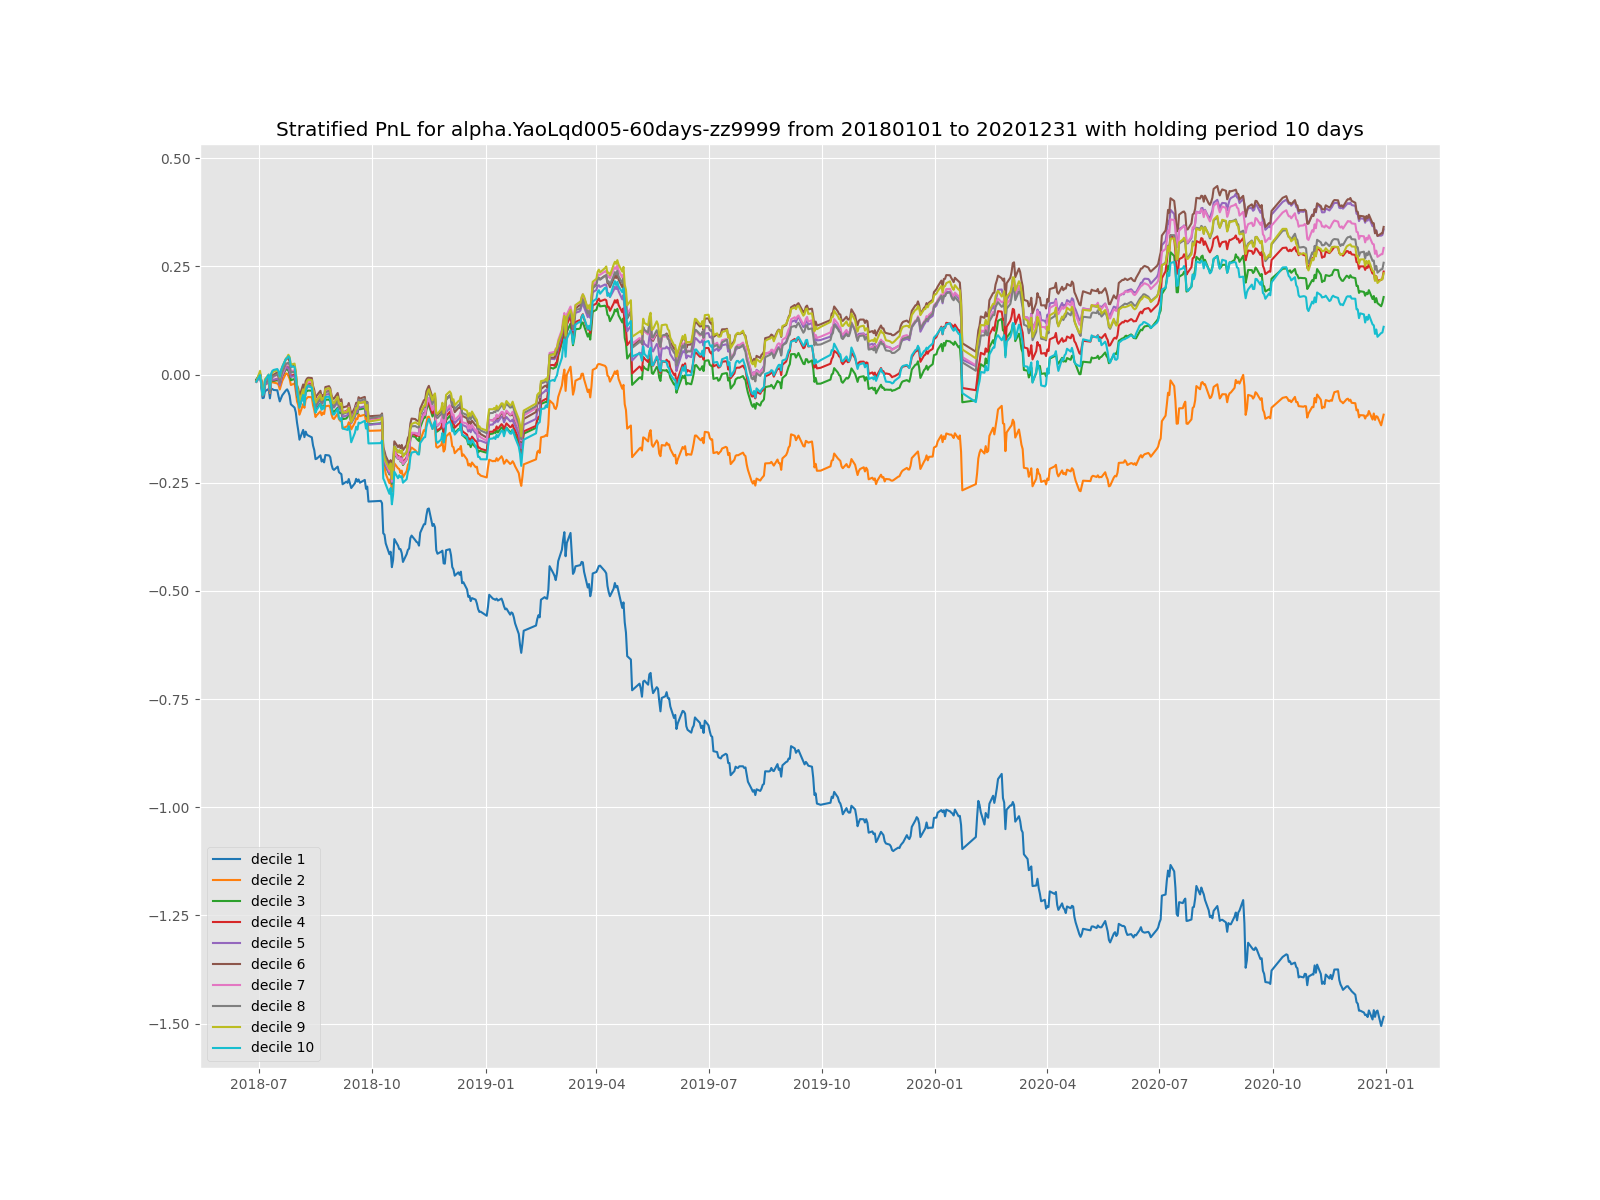 Stratified PnL for alpha.YaoLqd005-60days-zz9999 from 20180101 to 20201231 with holding period 10 days
0.50
0.25
0.00
−0.25
−0.50
−0.75
−1.00
−1.25
−1.50
decile 1
decile 2
decile 3
decile 4
decile 5
decile 6
decile 7
decile 8
decile 9
decile 10
2018-07 2018-10 2019-01 2019-04 2019-07 2019-10 2020-01 2020-04 2020-07 2020-10 2021-01